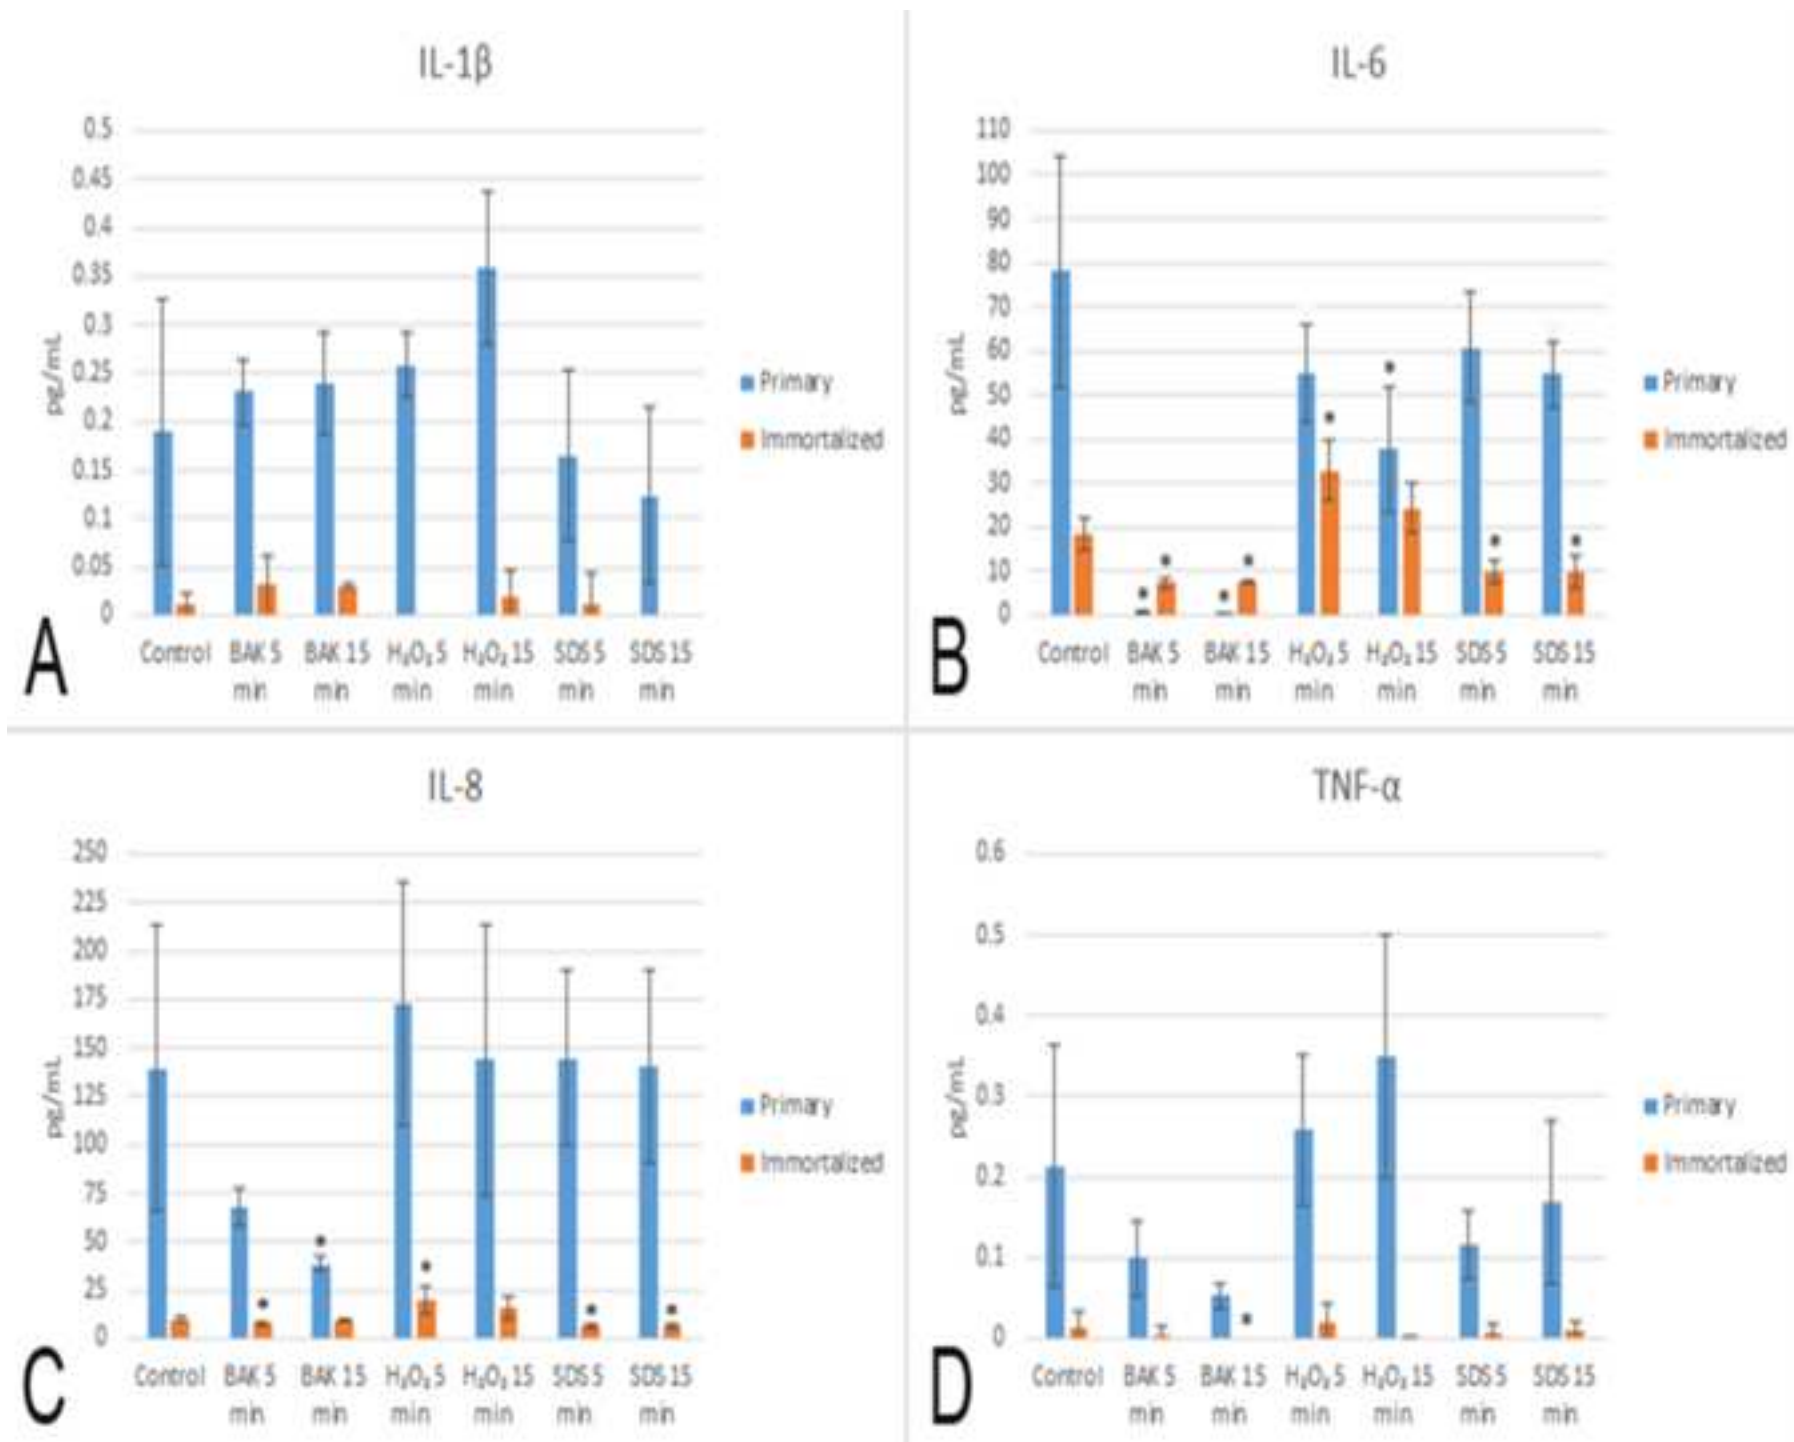 IL-1β
0.5
0.45
0.4
0.35
0.3
0.25
0.2
0.15
0.1
0.05
0
pg/mL
Control BAK 5 min BAK 15 min H₂O₂ 5 min H₂O₂ 15 min SDS 5 min SDS 15 min
Primary
Immortalized
A
IL-6
110
100
90
80
70
60
50
40
30
20
10
0
pg/mL
Control BAK 5 min BAK 15 min H₂O₂ 5 min H₂O₂ 15 min SDS 5 min SDS 15 min
Primary
Immortalized
B
IL-8
250
225
200
175
150
125
100
75
50
25
0
pg/mL
Control BAK 5 min BAK 15 min H₂O₂ 5 min H₂O₂ 15 min SDS 5 min SDS 15 min
Primary
Immortalized
C
TNF-α
0.6
0.5
0.4
0.3
0.2
0.1
0
pg/mL
Control BAK 5 min BAK 15 min H₂O₂ 5 min H₂O₂ 15 min SDS 5 min SDS 15 min
Primary
Immortalized
D